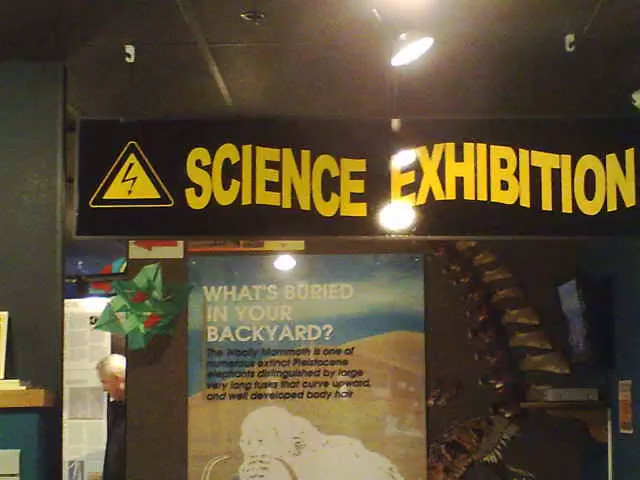 SCIENCE EXHIBITION
WHAT'S BURIED
IN YOUR
BACKYARD?
The Woolly Mammoth is one of
numerous extinct Pleistocene
elephants distinguished by large
very long tusks that curve upward,
and well developed body hair